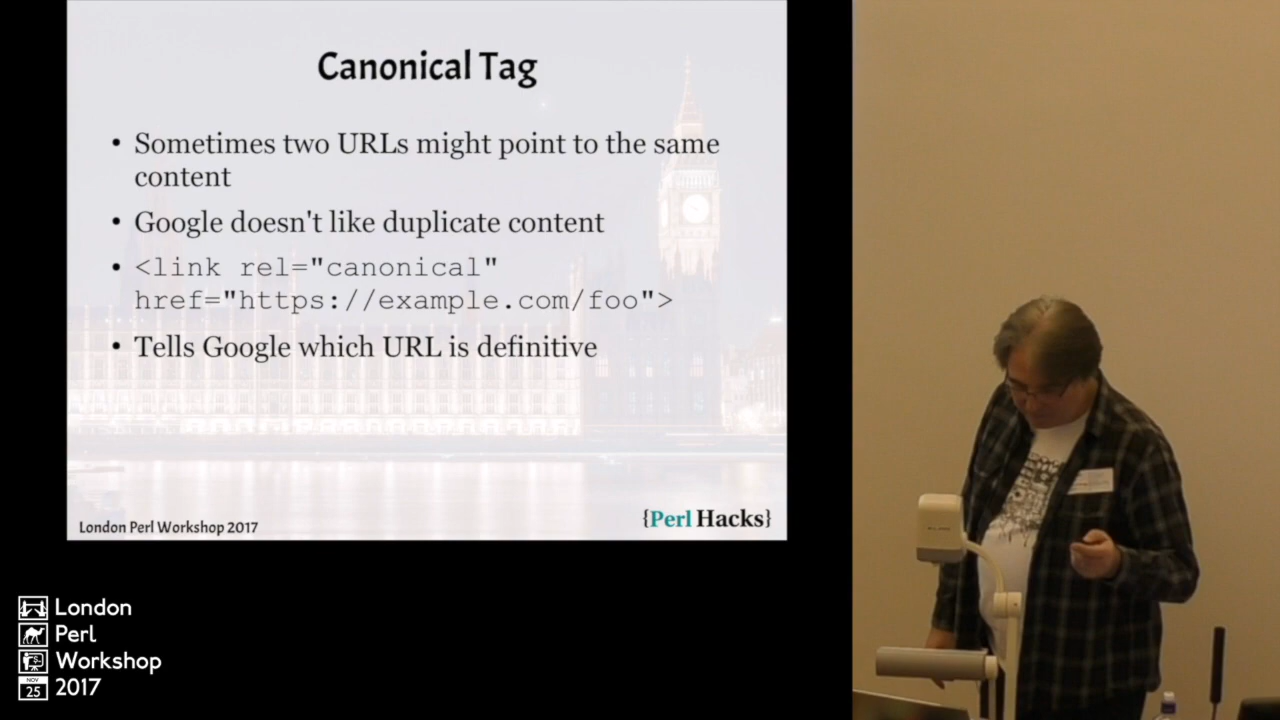 Canonical Tag
• Sometimes two URLs might point to the same
content
• Google doesn't like duplicate content
• <link rel="canonical"
href="https://example.com/foo">
• Tells Google which URL is definitive
London Perl Workshop 2017
{Perl Hacks}
London
Perl
Workshop
NOV
25
2017